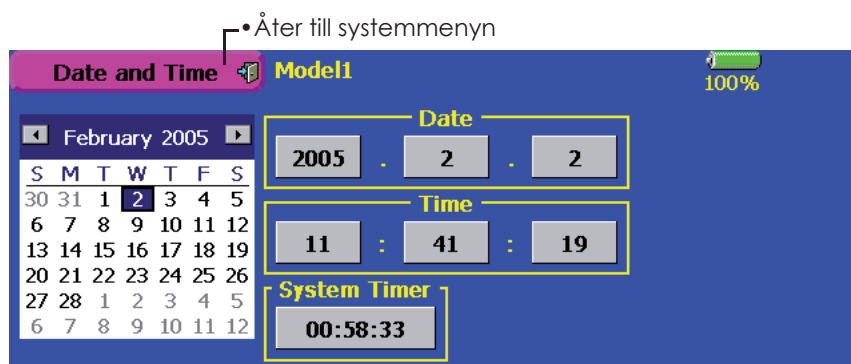 •Åter till systemmenyn
Date and Time
Model1
100%
February 2005
S M T W T F S
30 31 1 2 3 4 5
6 7 8 9 10 11 12
13 14 15 16 17 18 19
20 21 22 23 24 25 26
27 28 1 2 3 4 5
6 7 8 9 10 11 12
Date
2005 . 2 . 2
Time
11 : 41 : 19
System Timer
00:58:33